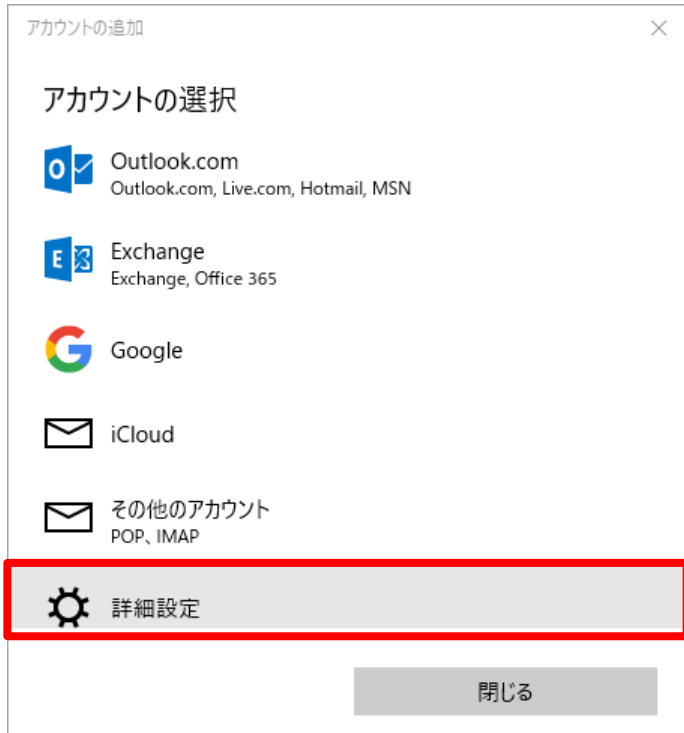 アカウントの追加
アカウントの選択
Outlook.com
Outlook.com, Live.com, Hotmail, MSN
Exchange
Exchange, Office 365
Google
iCloud
その他のアカウント
POP、IMAP
詳細設定
閉じる